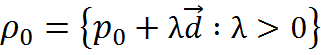 ρ₀ := {p₀ + λd⃗ : λ > 0}